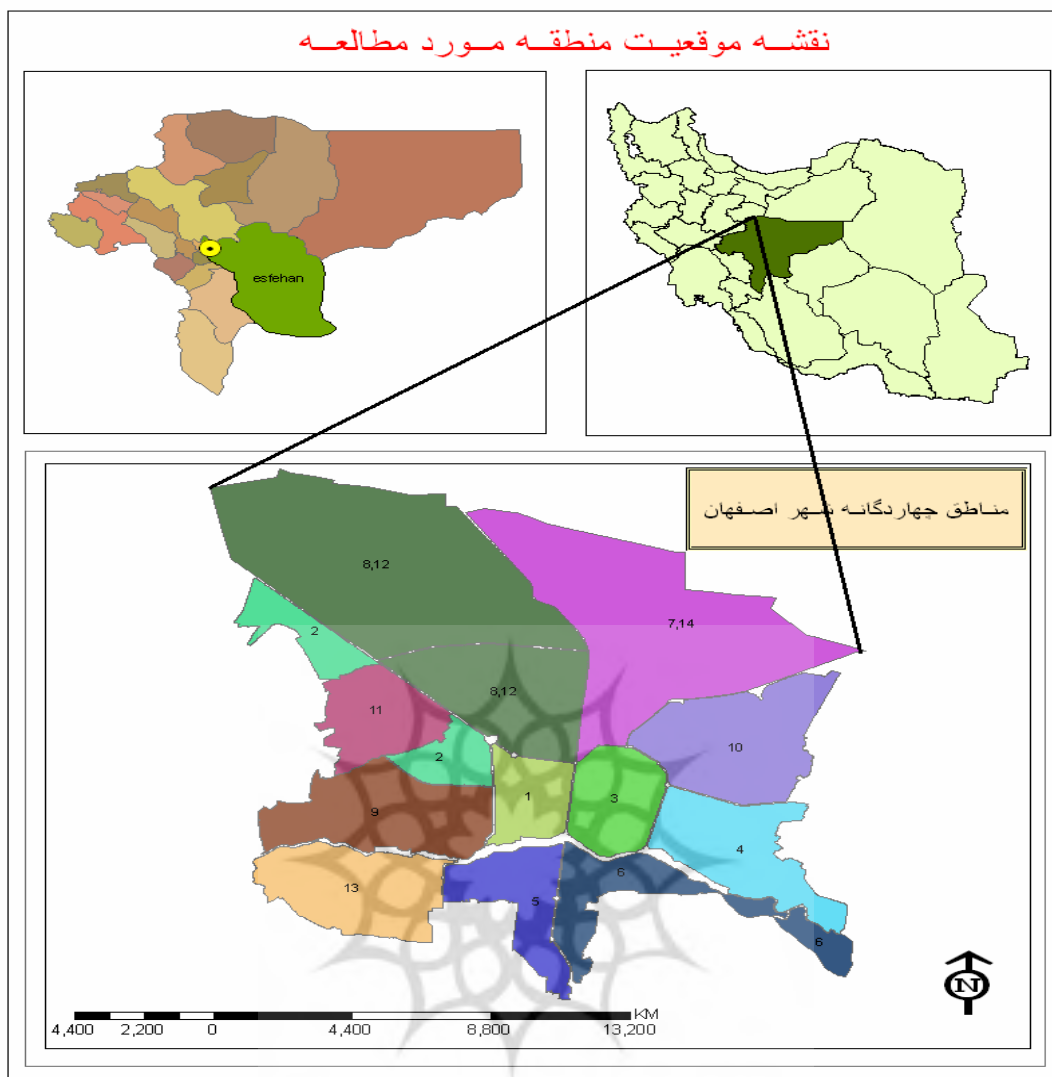 نقشه موقعیت منطقه مورد مطالعه
esfehan
مناطق چهاردگانه شهر اصفهان
8,12
7,14
2
8,12
11
10
2
1
3
9
4
6
13
5
6
N
KM
4,400 2,200 0 4,400 8,800 13,200